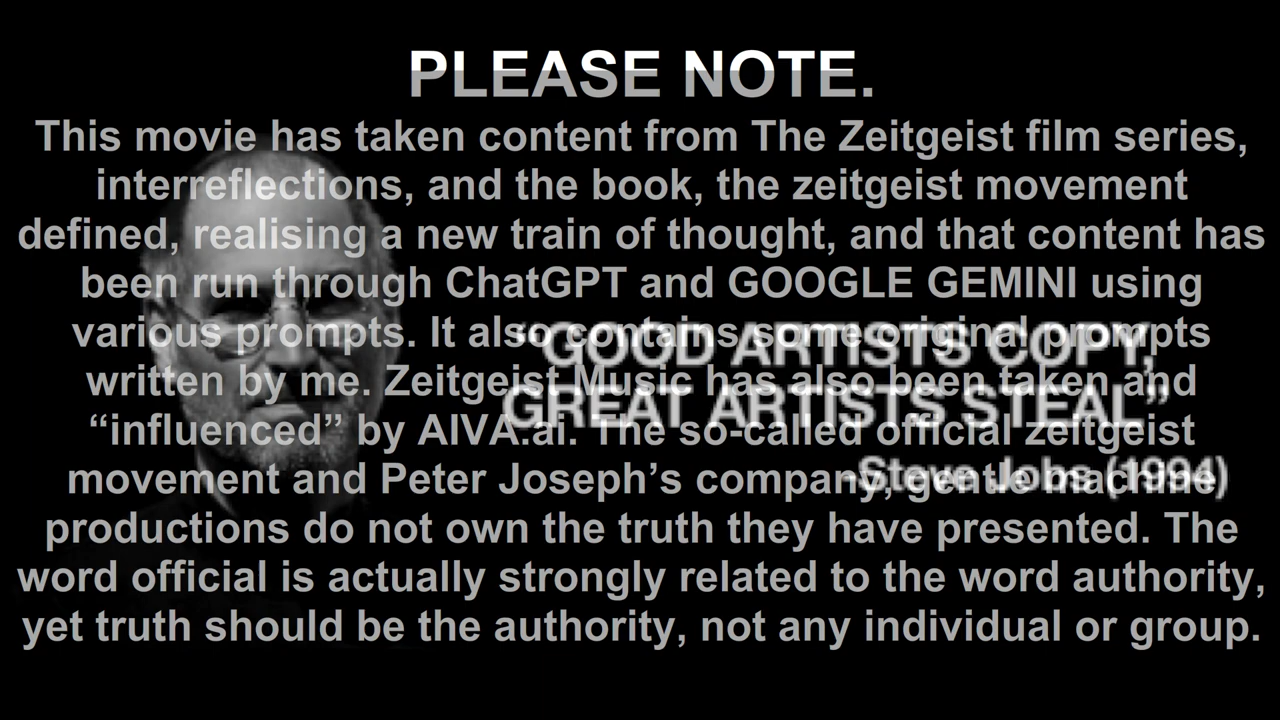 PLEASE NOTE.
This movie has taken content from The Zeitgeist film series,
interreflections, and the book, the zeitgeist movement
defined, realising a new train of thought, and that content has
been run through ChatGPT and GOOGLE GEMINI using
various prompts. It also contains some original prompts
written by me. Zeitgeist Music has also been taken and
“influenced” by AIVA.ai. The so-called official zeitgeist
movement and Peter Joseph’s company, gentle machine
productions do not own the truth they have presented. The
word official is actually strongly related to the word authority,
yet truth should be the authority, not any individual or group.
“GOOD ARTISTS COPY,
GREAT ARTISTS STEAL”
-Steve Jobs (1994)